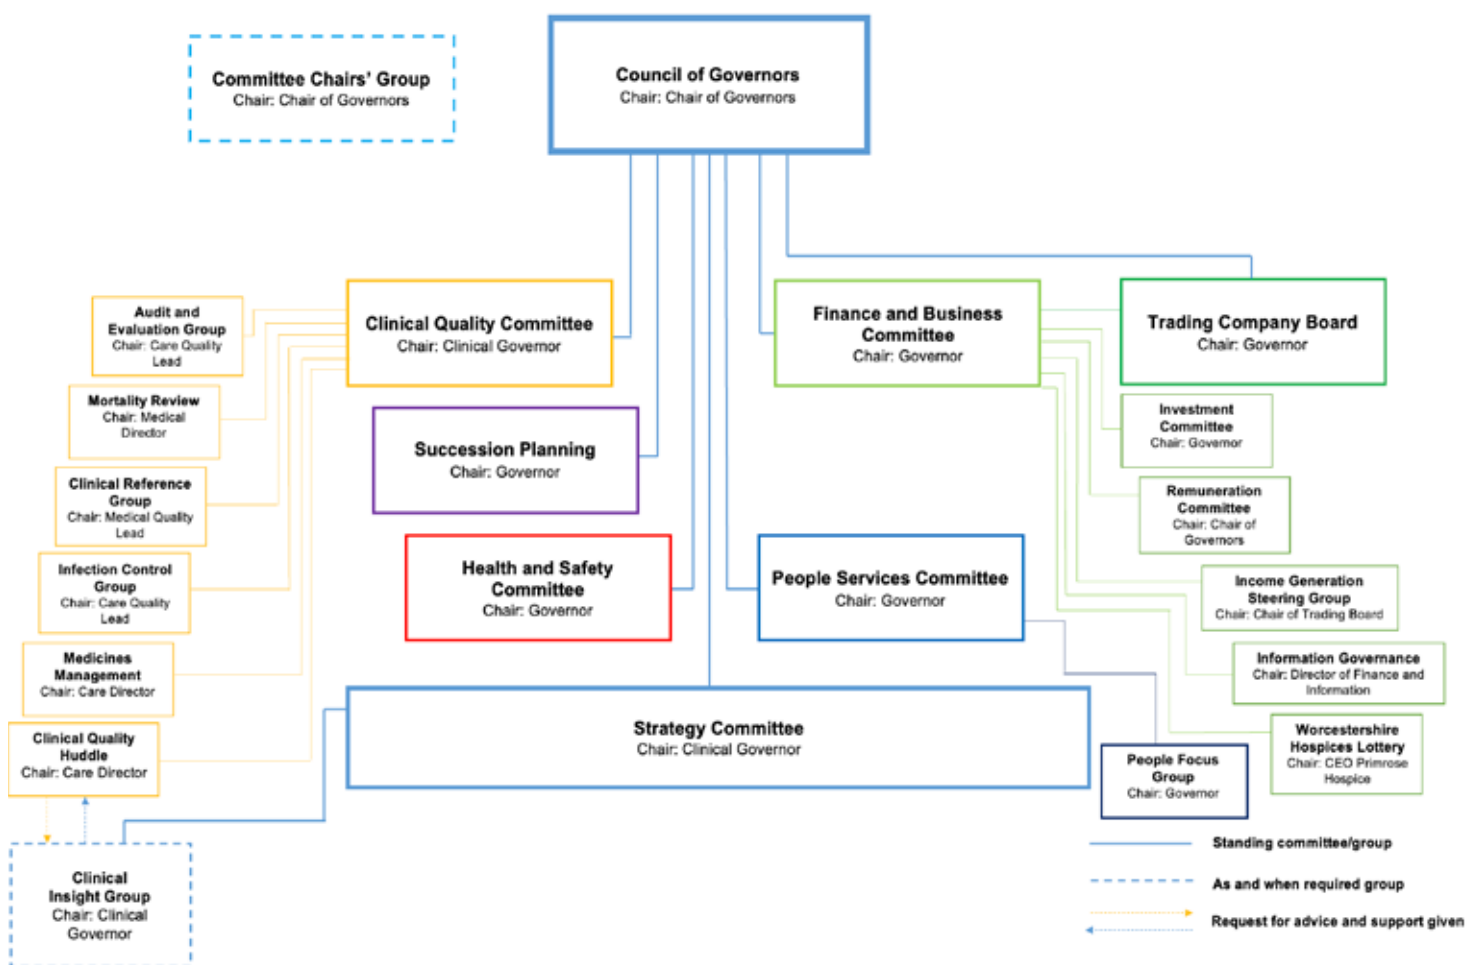 Committee Chairs' Group
Chair: Chair of Governors
Council of Governors
Chair: Chair of Governors
Audit and
Evaluation Group
Chair: Care Quality
Lead
Clinical Quality Committee
Chair: Clinical Governor
Finance and Business
Committee
Chair: Governor
Trading Company Board
Chair: Governor
Mortality Review
Chair: Medical
Director
Succession Planning
Chair: Governor
Investment
Committee
Chair: Governor
Clinical Reference
Group
Chair: Medical Quality
Lead
Remuneration
Committee
Chair: Chair of
Governors
Infection Control
Group
Chair: Care Quality
Lead
Health and Safety
Committee
Chair: Governor
People Services Committee
Chair: Governor
Income Generation
Steering Group
Chair: Chair of Trading Board
Medicines
Management
Chair: Care Director
Information Governance
Chair: Director of Finance and
Information
Clinical Quality
Huddle
Chair: Care Director
Strategy Committee
Chair: Clinical Governor
People Focus
Group
Chair: Governor
Worcestershire
Hospices Lottery
Chair: CEO Primrose
Hospice
Clinical
Insight Group
Chair: Clinical
Governor
Standing committee/group
As and when required group
Request for advice and support given